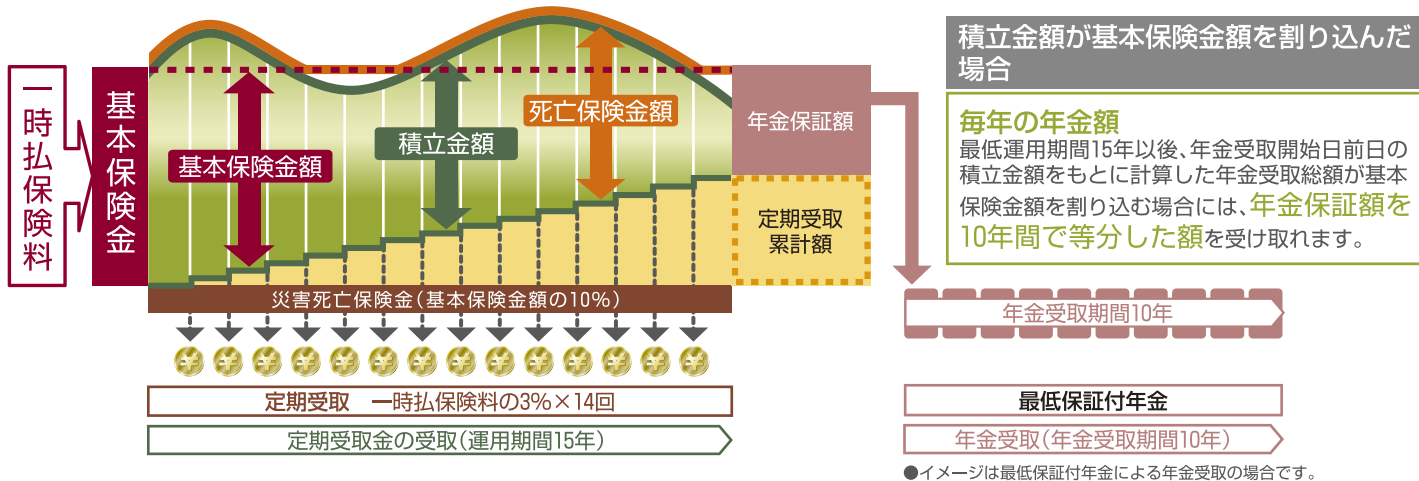 一時払保険料
基本保険金
基本保険金額
積立金額
死亡保険金額
年金保証額
定期受取
累計額
災害死亡保険金(基本保険金額の10%)
定期受取 一時払保険料の3%×14回
定期受取金の受取(運用期間15年)
積立金額が基本保険金額を割り込んだ
場合
毎年の年金額
最低運用期間15年以後、年金受取開始日前日の
積立金額をもとに計算した年金受取総額が基本
保険金額を割り込む場合には、年金保証額を
10年間で等分した額を受け取れます。
年金受取期間10年
最低保証付年金
年金受取(年金受取期間10年)
●イメージは最低保証付年金による年金受取の場合です。